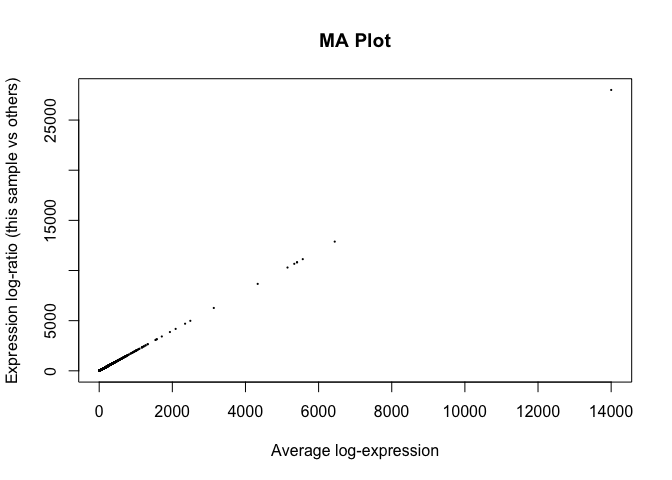 MA Plot
Expression log-ratio (this sample vs others)
25000
15000
5000
0
0 2000 4000 6000 8000 10000 12000 14000
Average log-expression